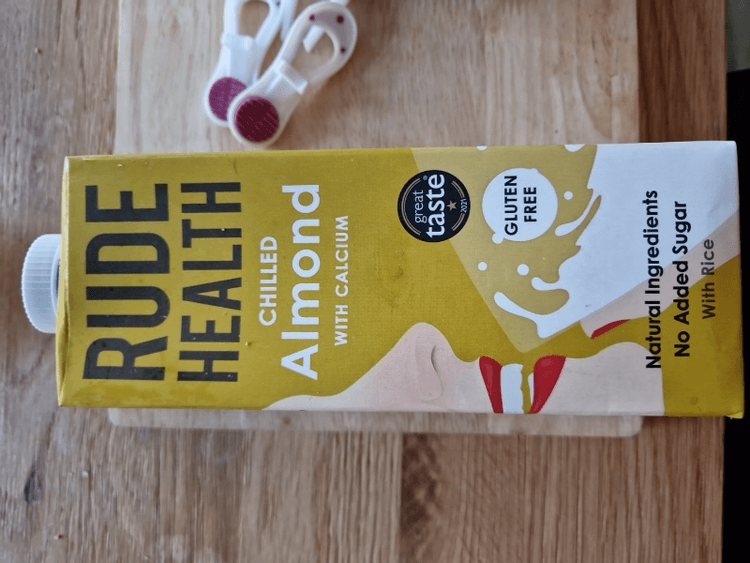 RUDE
HEALTH
CHILLED
Almond
WITH CALCIUM
great
taste
2021
GLUTEN
FREE
Natural Ingredients
No Added Sugar
With Rice